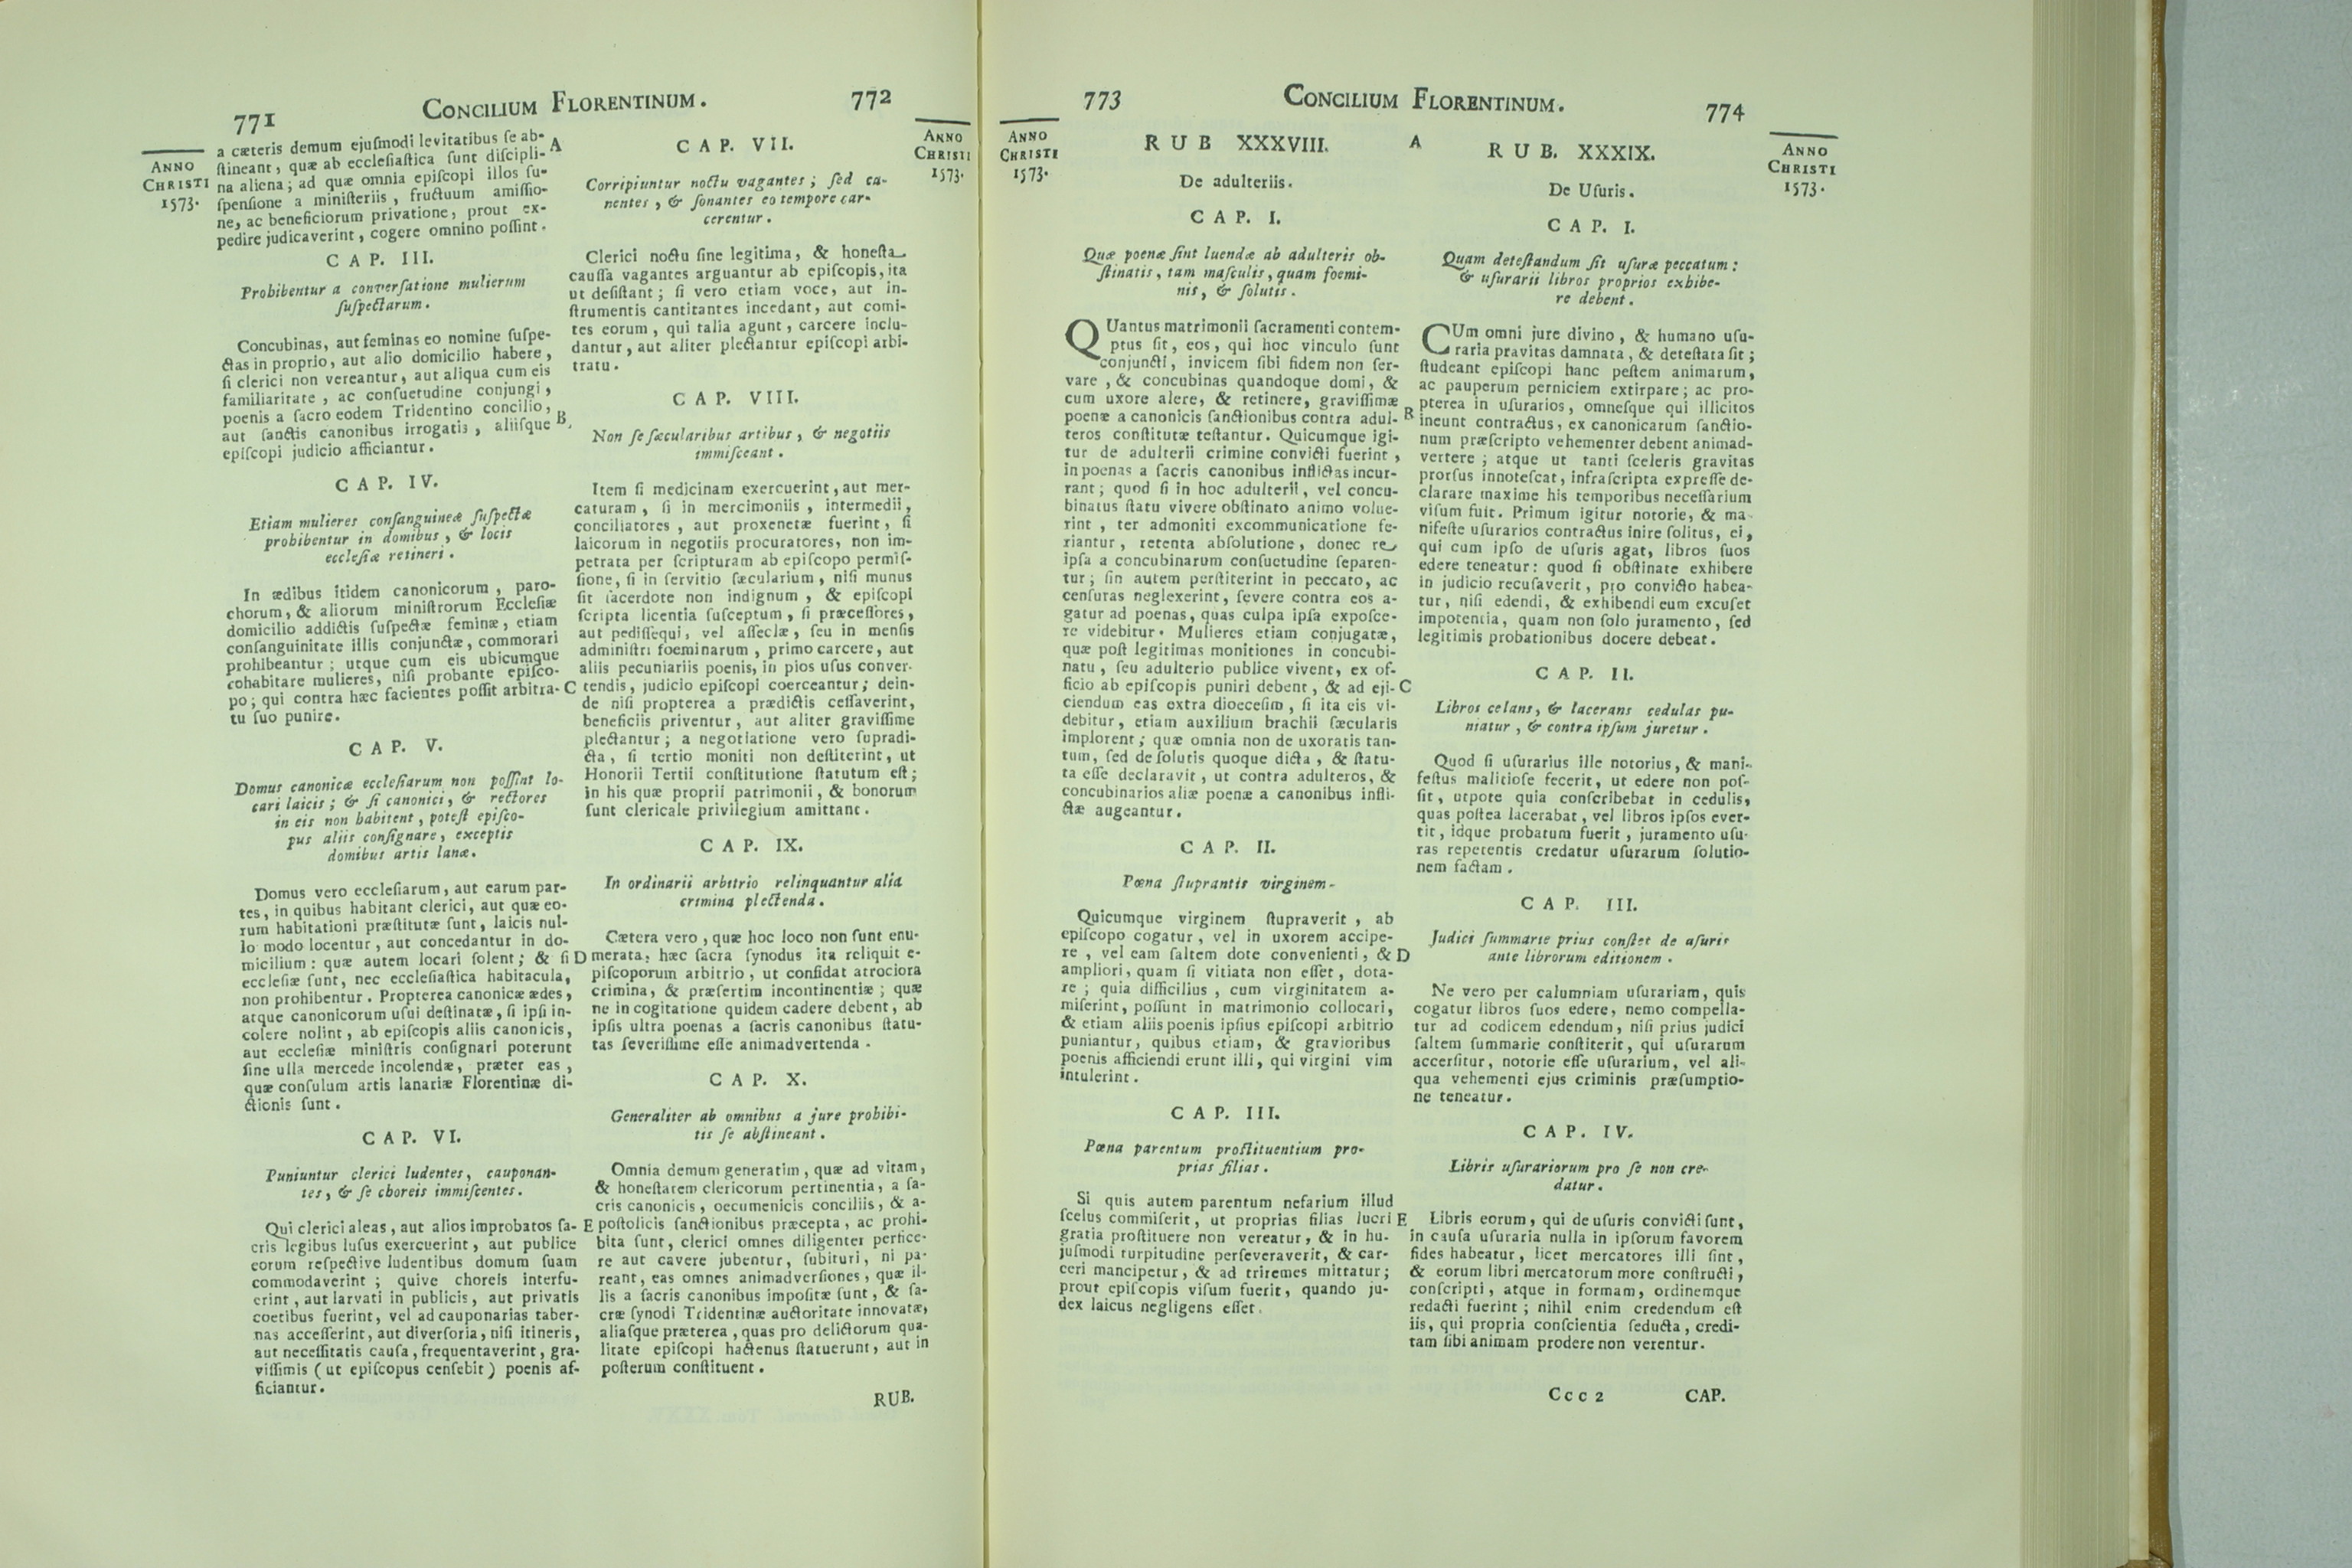 771
CONCILIUM FLORENTINUM.
772
ANNO
CHRISTI
1573.
a cæteris demum ejuſmodi levitatibus ſe ab-
ſtineant, quæ ab eccleſiaſtica ſunt diſcipli-
na aliena; ad quæ omnia epiſcopi illos ſu-
ſpenſione a miniſteriis, fructuum amiſſio-
ne, ac beneficiorum privatione, prout ex-
pedire judicaverint, cogere omnino poſſint.
CAP. III.
Prohibentur a converſatione mulierum
ſuſpectarum.
Concubinas, aut feminas eo nomine ſuſpe-
ctas in proprio, aut alio domicilio habere,
ſi clerici non vereantur, aut aliqua cum eis
familiaritate, ac conſuetudine conjungi,
poenis a ſacro eodem Tridentino concilio,
aut ſanctis canonibus irrogatis, aliiſque
epiſcopi judicio afficiantur.
CAP. IV.
Etiam mulieres conſanguineæ ſuſpectæ
prohibentur in domibus, & locis
eccleſiæ retineri.
In ædibus itidem canonicorum, paro-
chorum, & aliorum miniſtrorum Eccleſiæ
domicilio addictis ſuſpectæ feminæ, etiam
conſanguinitate illis conjunctæ, commorari
prohibeantur; utque cum eis ubicumque
cohabitare mulieres, niſi probante epiſco-
po; qui contra hæc facientes poſſit arbitra-
tu ſuo punire.
CAP. V.
Domus canonicæ eccleſiarum non poſſint lo-
cari laicis; & ſi canonici, & rectores
in eis non habitent, poteſt epiſco-
pus aliis conſignare, exceptis
domibus artis lanæ.
Domus vero eccleſiarum, aut earum par-
tes, in quibus habitant clerici, aut quæ eo-
rum habitationi præſtitutæ ſunt, laicis nul-
lo modo locentur, aut concedantur in do-
micilium: quæ autem locari ſolent; & ſi
eccleſiæ ſunt, nec eccleſiaſtica habitacula,
non prohibentur. Propterea canonicæ ædes,
atque canonicorum uſui deſtinatæ, ſi ipſi in-
colere nolint, ab epiſcopis aliis canonicis,
aut eccleſiæ miniſtris conſignari poterunt
ſine ulla mercede incolendæ, præter eas,
quæ conſulum artis lanariæ Florentinæ di-
ctionis ſunt.
CAP. VI.
Puniuntur clerici ludentes, cauponan-
tes, & ſe choreis immiſcentes.
Qui clerici aleas, aut alios improbatos ſa-
cris legibus luſus exercuerint, aut publice
eorum reſpective ludentibus domum ſuam
commodaverint; quive choreis interfu-
erint, aut larvati in publicis, aut privatis
coetibus fuerint, vel ad cauponarias taber-
nas acceſſerint, aut diverſoria, niſi itineris,
aut neceſſitatis cauſa, frequentaverint, gra-
viſſimis (ut epiſcopus cenſebit) poenis af-
ficiantur.
A
B
C
D
E
ANNO
CHRISTI
1573.
CAP. VII.
Corripiuntur noctu vagantes; ſed ca-
nentes, & ſonantes eo tempore car-
cerentur.
Clerici noctu ſine legitima, & honeſta
cauſſa vagantes arguantur ab epiſcopis, ita
ut deſiſtant; ſi vero etiam voce, aut in-
ſtrumentis cantitantes incedant, aut comi-
tes eorum, qui talia agunt, carcere inclu-
dantur, aut aliter plectantur epiſcopi arbi-
tratu.
CAP. VIII.
Non ſe ſæcularibus artibus, & negotiis
immiſceant.
Item ſi medicinam exercuerint, aut mer-
caturam, ſi in mercimoniis, intermedii,
conciliatores, aut proxenetæ fuerint, ſi
laicorum in negotiis procuratores, non im-
petrata per ſcripturam ab epiſcopo permiſ-
ſione, ſi in ſervitio ſæcularium, niſi munus
ſit ſacerdote non indignum, & epiſcopi
ſcripta licentia ſuſceptum, ſi præceſſores,
aut pediſſequi, vel aſſeclæ, ſeu in menſis
adminiſtri foeminarum, primo carcere, aut
aliis pecuniariis poenis, in pios uſus conver-
tendis, judicio epiſcopi coerceantur; dein-
de niſi propterea a prædictis ceſſaverint,
beneficiis priventur, aut aliter graviſſime
plectantur; a negotiatione vero ſupradi-
cta, ſi tertio moniti non deſtiterint, ut
Honorii Tertii conſtitutione ſtatutum eſt;
in his quæ proprii patrimonii, & bonorum
ſunt clericale privilegium amittant.
CAP. IX.
In ordinarii arbitrio relinquantur alia
crimina plectenda.
Cætera vero, quæ hoc loco non ſunt enu-
merata, hæc ſacra ſynodus ita reliquit e-
piſcoporum arbitrio, ut confidat atrociora
crimina, & præſertim incontinentiæ; quæ
ne in cogitatione quidem cadere debent, ab
ipſis ultra poenas a ſacris canonibus ſtatu-
tas ſeveriſſime eſſe animadvertenda.
CAP. X.
Generaliter ab omnibus a jure prohibi-
tis ſe abſtineant.
Omnia demum generatim, quæ ad vitam,
& honeſtatem clericorum pertinentia, a ſa-
cris canonicis, oecumenicis conciliis, & a-
poſtolicis ſanctionibus præcepta, ac prohi-
bita ſunt, clerici omnes diligenter perfice-
re aut cavere jubentur, ſubituri, ni pa-
reant, eas omnes animadverſiones, quæ il-
lis a ſacris canonibus impoſitæ ſunt, & ſa-
cræ ſynodi Tridentinæ auctoritate innovatæ,
aliaſque præterea, quas pro delictorum qua-
litate epiſcopi hactenus ſtatuerunt, aut in
poſterum conſtituent.
RUB.
773
CONCILIUM FLORENTINUM.
774
ANNO
CHRISTI
1573.
RUB XXXVIII.
De adulteriis.
CAP. I.
Quæ poenæ ſint luendæ ab adulteris ob-
ſtinatis, tam maſculis, quam foemi-
nis, & ſolutis.
QUantus matrimonii ſacramenti contem-
ptus ſit, eos, qui hoc vinculo ſunt
conjuncti, invicem ſibi fidem non ſer-
vare, & concubinas quandoque domi, &
cum uxore alere, & retinere, graviſſimæ
poenæ a canonicis ſanctionibus contra adul-
teros conſtitutæ teſtantur. Quicumque igi-
tur de adulterii crimine convicti fuerint,
in poenas a ſacris canonibus inflictas incur-
rant; quod ſi in hoc adulterii, vel concu-
binatus ſtatu vivere obſtinato animo volue-
rint, ter admoniti excommunicatione fe-
riantur, retenta abſolutione, donec re
ipſa a concubinarum conſuetudine ſeparen-
tur; ſin autem perſtiterint in peccato, ac
cenſuras neglexerint, ſevere contra eos a-
gatur ad poenas, quas culpa ipſa expoſce-
re videbitur. Mulieres etiam conjugatæ,
quæ poſt legitimas monitiones in concubi-
natu, ſeu adulterio publice vivent, ex of-
ficio ab epiſcopis puniri debent, & ad eji-
ciendum eas extra dioeceſim, ſi ita eis vi-
debitur, etiam auxilium brachii ſæcularis
implorent; quæ omnia non de uxoratis tan-
tum, ſed de ſolutis quoque dicta, & ſtatu-
ta eſſe declaravit, ut contra adulteros, &
concubinarios aliæ poenæ a canonibus infli-
ctæ augeantur.
CAP. II.
Pœna ſtuprantis virginem.
Quicumque virginem ſtupraverit, ab
epiſcopo cogatur, vel in uxorem accipe-
re, vel eam ſaltem dote convenienti, &
ampliori, quam ſi vitiata non eſſet, dota-
re; quia difficilius, cum virginitatem a-
miſerint, poſſunt in matrimonio collocari,
& etiam aliis poenis ipſius epiſcopi arbitrio
puniantur, quibus etiam, & gravioribus
poenis afficiendi erunt illi, qui virgini vim
intulerint.
CAP. III.
Pœna parentum proſtituentium pro-
prias filias.
Si quis autem parentum nefarium illud
ſcelus commiſerit, ut proprias filias lucri
gratia proſtituere non vereatur, & in hu-
juſmodi turpitudine perſeveraverit, & car-
ceri mancipetur, & ad triremes mittatur;
prout epiſcopis viſum fuerit, quando ju-
dex laicus negligens eſſet.
A
B
C
D
E
ANNO
CHRISTI
1573.
RUB. XXXIX.
De Uſuris.
CAP. I.
Quam deteſtandum ſit uſuræ peccatum:
& uſurarii libros proprios exhibe-
re debent.
CUm omni jure divino, & humano uſu-
raria pravitas damnata, & deteſtata ſit;
ſtudeant epiſcopi hanc peſtem animarum,
ac pauperum perniciem extirpare; ac pro-
pterea in uſurarios, omneſque qui illicitos
ineunt contractus, ex canonicarum ſanctio-
num præſcripto vehementer debent animad-
vertere; atque ut tanti ſceleris gravitas
prorſus innoteſcat, infraſcripta expreſſe de-
clarare maxime his temporibus neceſſarium
viſum fuit. Primum igitur notorie, & ma-
nifeſte uſurarios contractus inire ſolitus, ei,
qui cum ipſo de uſuris agat, libros ſuos
edere teneatur: quod ſi obſtinate exhibere
in judicio recuſaverit, pro convicto habea-
tur, niſi edendi, & exhibendi eum excuſet
impotentia, quam non ſolo juramento, ſed
legitimis probationibus docere debeat.
CAP. II.
Libros celans, & lacerans cedulas pu-
niatur, & contra ipſum juretur.
Quod ſi uſurarius ille notorius, & mani-
feſtus malitioſe fecerit, ut edere non poſ-
ſit, utpote quia conſcribebat in cedulis,
quas poſtea lacerabat, vel libros ipſos ever-
tit, idque probatum fuerit, juramento uſu-
ras repetentis credatur uſurarum ſolutio-
nem factam.
CAP. III.
Judici ſummarie prius conſtet de aſuris
ante librorum editionem.
Ne vero per calumniam uſurariam, quis
cogatur libros ſuos edere, nemo compella-
tur ad codicem edendum, niſi prius judici
ſaltem ſummarie conſtiterit, qui uſurarum
accerſitur, notorie eſſe uſurarium, vel ali-
qua vehementi ejus criminis præſumptio-
ne teneatur.
CAP. IV.
Libris uſurariorum pro ſe non cre-
datur.
Libris eorum, qui de uſuris convicti ſunt,
in cauſa uſuraria nulla in ipſorum favorem
fides habeatur, licet mercatores illi ſint,
& eorum libri mercatorum more conſtructi,
conſcripti, atque in formam, ordinemque
redacti fuerint; nihil enim credendum eſt
iis, qui propria conſcientia ſeducta, credi-
tam ſibi animam prodere non verentur.
Ccc 2
CAP.
ANNO
CHRISTI
1573.